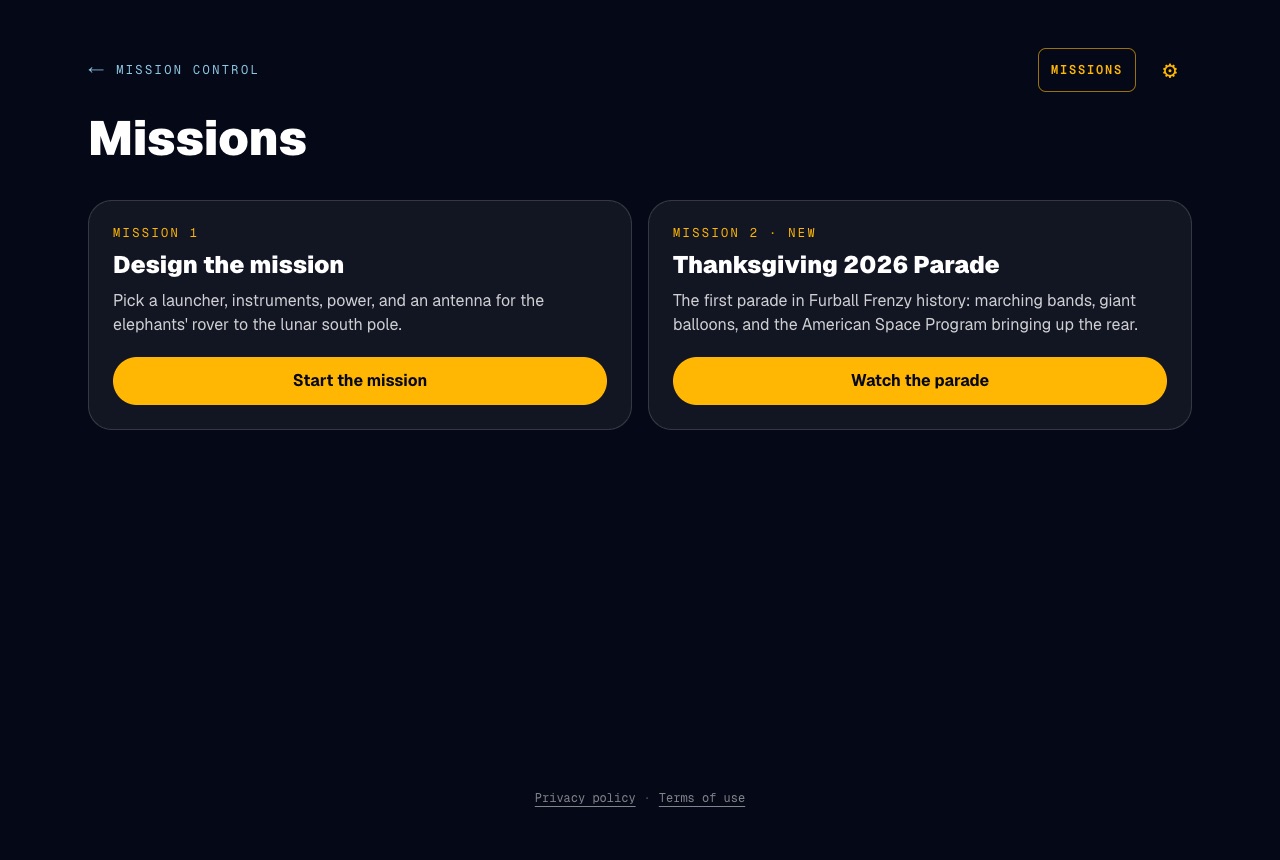 ← MISSION CONTROL
MISSIONS
Missions
MISSION 1
Design the mission
Pick a launcher, instruments, power, and an antenna for the
elephants' rover to the lunar south pole.
Start the mission
MISSION 2 · NEW
Thanksgiving 2026 Parade
The first parade in Furball Frenzy history: marching bands, giant
balloons, and the American Space Program bringing up the rear.
Watch the parade
Privacy policy · Terms of use